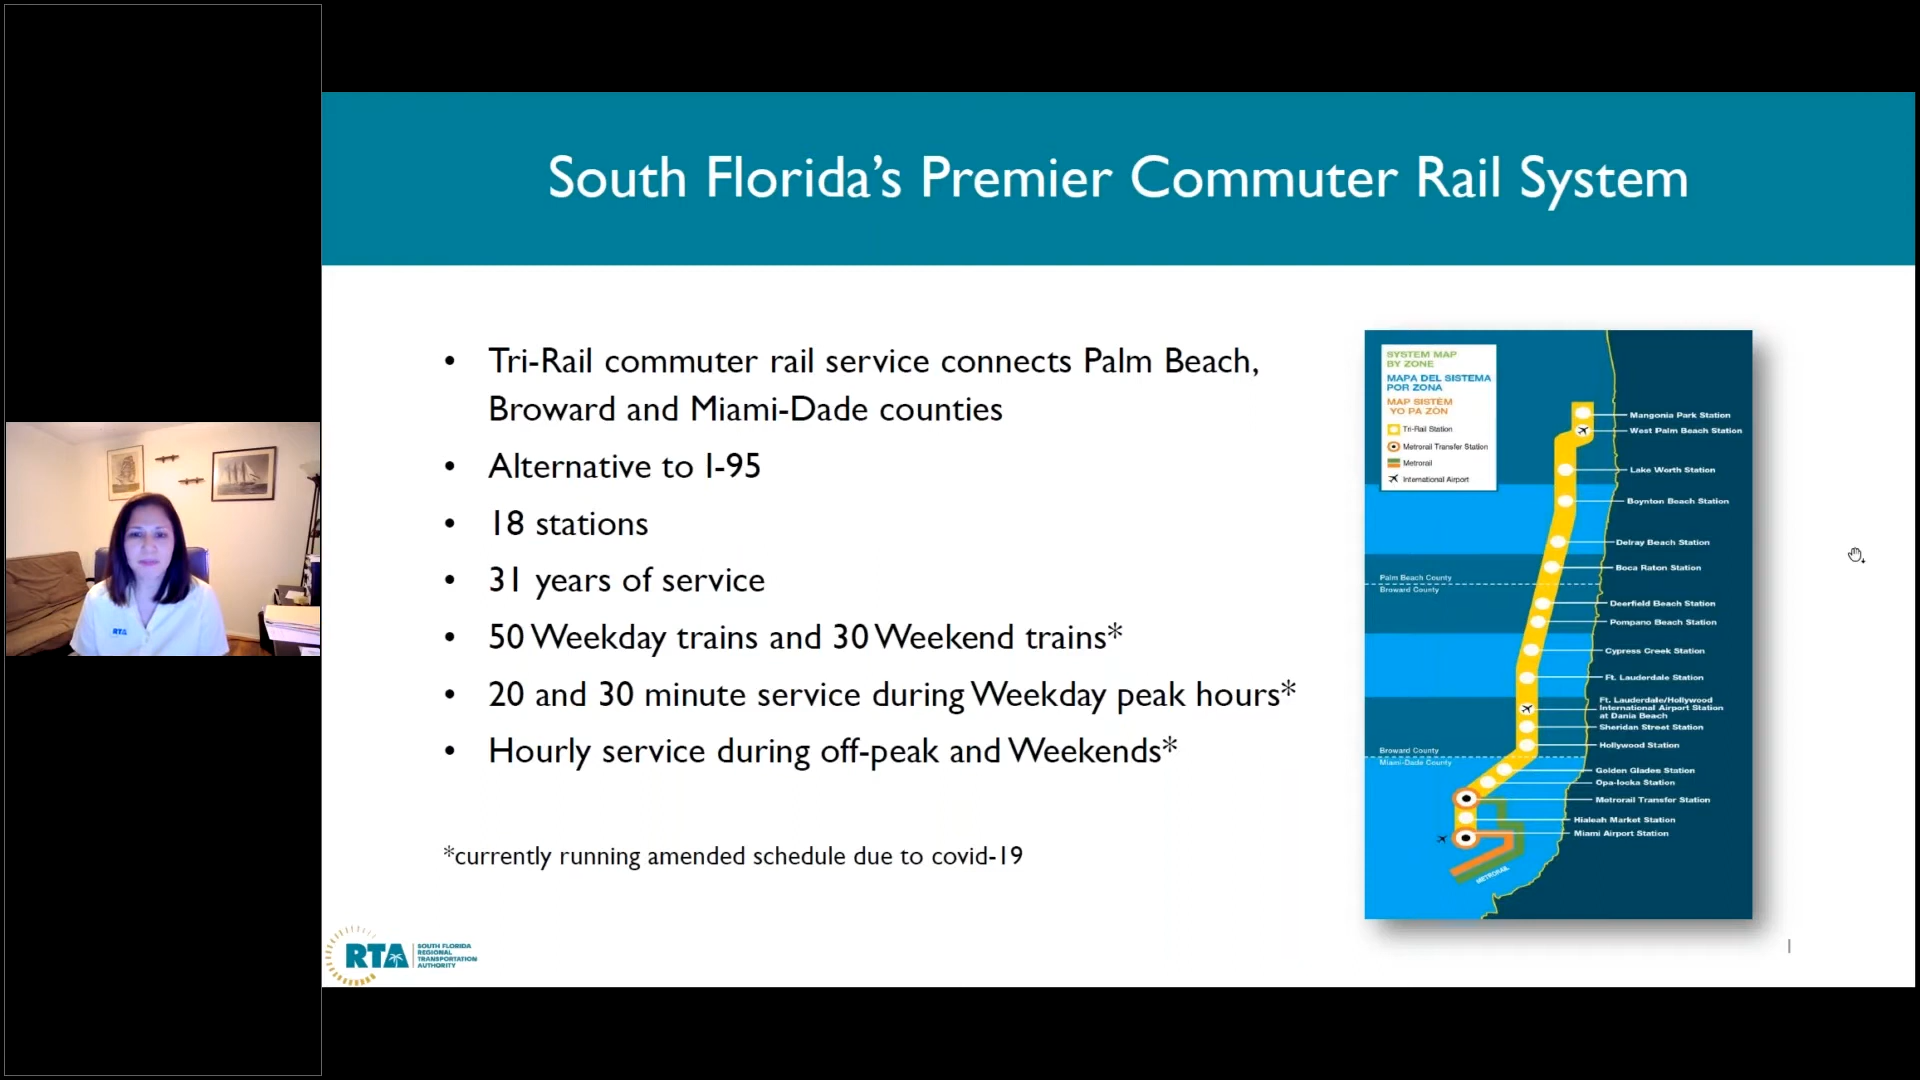 South Florida's Premier Commuter Rail System
• Tri-Rail commuter rail service connects Palm Beach,
Broward and Miami-Dade counties
• Alternative to I-95
• 18 stations
• 31 years of service
• 50 Weekday trains and 30 Weekend trains*
• 20 and 30 minute service during Weekday peak hours*
• Hourly service during off-peak and Weekends*
*currently running amended schedule due to covid-19
SYSTEM MAP
BY ZONE
MAPA DEL SISTEMA
POR ZONA
MAP SISTÈM
YO PA ZÒN
Tri-Rail Station
Metrorail Transfer Station
Metrorail
International Airport
Mangonia Park Station
West Palm Beach Station
Lake Worth Station
Boynton Beach Station
Delray Beach Station
Boca Raton Station
Palm Beach County
Broward County
Deerfield Beach Station
Pompano Beach Station
Cypress Creek Station
Ft. Lauderdale Station
Ft. Lauderdale/Hollywood
International Airport Station
at Dania Beach
Sheridan Street Station
Hollywood Station
Broward County
Miami-Dade County
Golden Glades Station
Opa-locka Station
Metrorail Transfer Station
Hialeah Market Station
Miami Airport Station
METRORAIL
RTA
SOUTH FLORIDA
REGIONAL
TRANSPORTATION
AUTHORITY
RTA